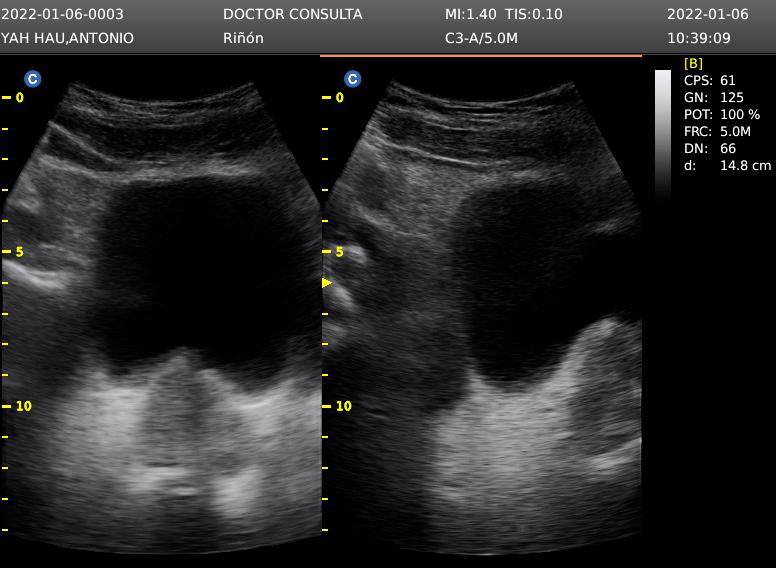 2022-01-06-0003 DOCTOR CONSULTA MI:1.40 TIS:0.10 2022-01-06
YAH HAU,ANTONIO Riñón C3-A/5.0M 10:39:09
[B]
CPS: 61
GN: 125
POT: 100 %
FRC: 5.0M
DN: 66
d: 14.8 cm
C C
0 0
5 5
10 10